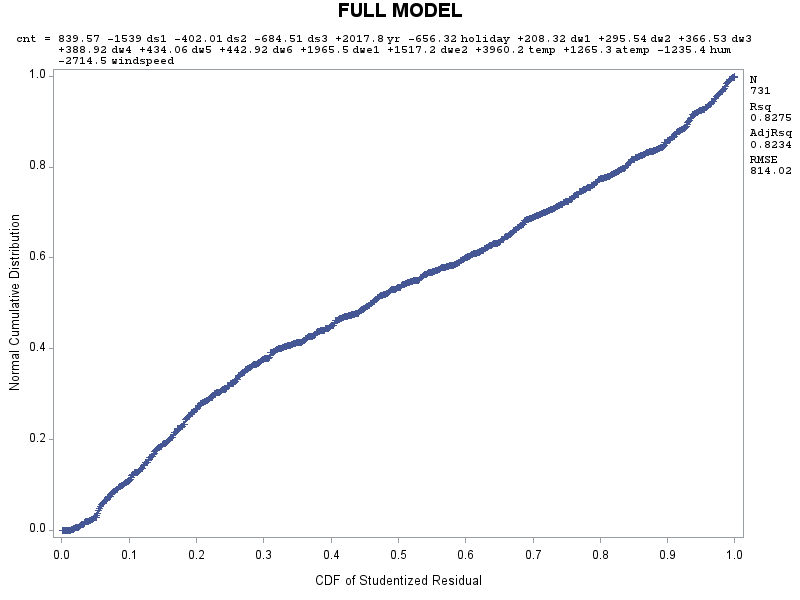 FULL MODEL
cnt = 839.57 -1539 ds1 -402.01 ds2 -684.51 ds3 +2017.8 yr -656.32 holiday +208.32 dw1 +295.54 dw2 +366.53 dw3
+388.92 dw4 +434.06 dw5 +442.92 dw6 +1965.5 dwe1 +1517.2 dwe2 +3960.2 temp +1265.3 atemp -1235.4 hum
-2714.5 windspeed
N
731
Rsq
0.8275
AdjRsq
0.8234
RMSE
814.02
Normal Cumulative Distribution
1.0
0.8
0.6
0.4
0.2
0.0
0.0 0.1 0.2 0.3 0.4 0.5 0.6 0.7 0.8 0.9 1.0
CDF of Studentized Residual